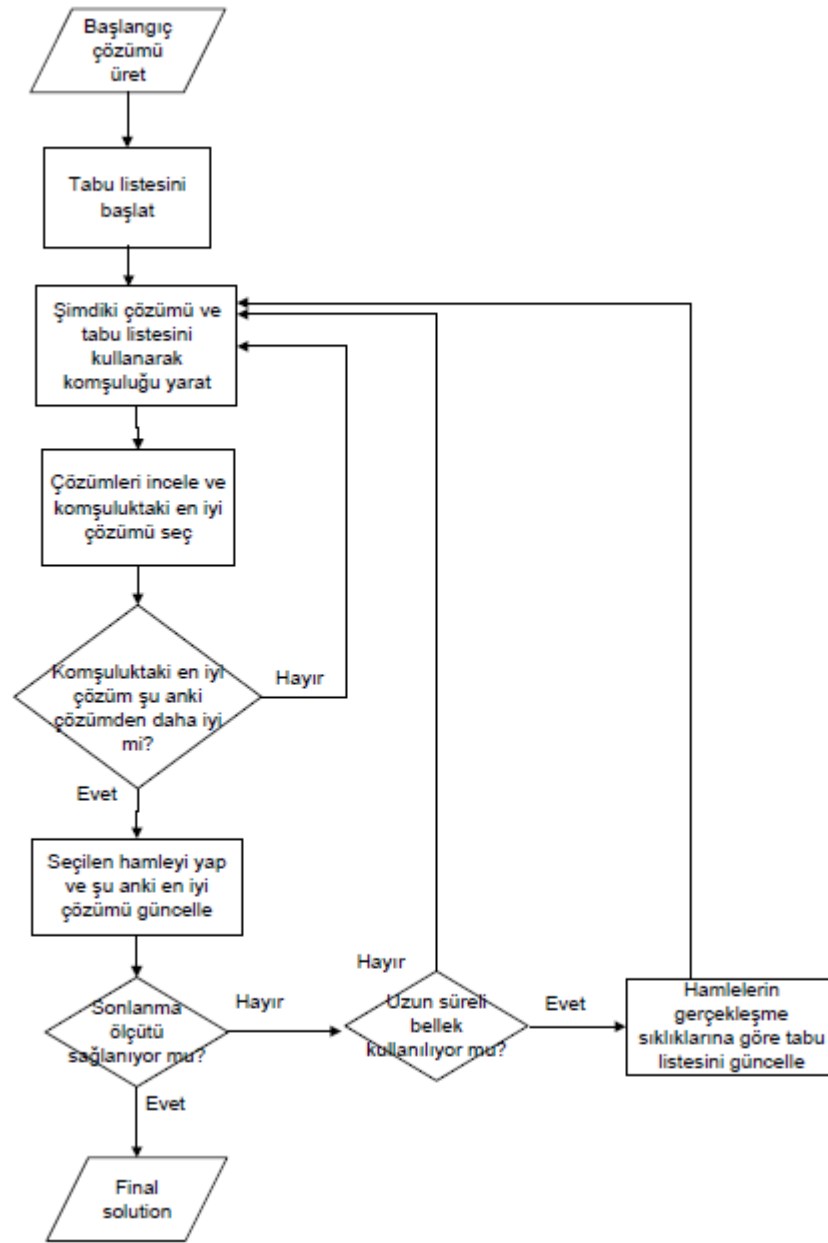 Başlangıç
çözümü
üret
Tabu listesini
başlat
Şimdiki çözümü ve
tabu listesini
kullanarak
komşuluğu yarat
Çözümleri incele ve
komşuluktaki en iyi
çözümü seç
Komşuluktaki en iyi
çözüm şu anki
çözümden daha iyi
mi?
Hayır
Evet
Seçilen hamleyi yap
ve şu anki en iyi
çözümü güncelle
Sonlanma
ölçütü
sağlanıyor mu?
Hayır
Evet
Uzun süreli
bellek
kullanılıyor mu?
Hayır
Evet
Hamlelerin
gerçekleşme
sıklıklarına göre tabu
listesini güncelle
Final
solution